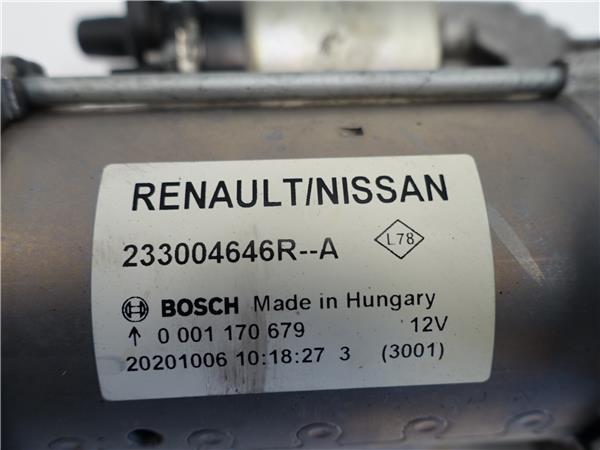 RENAULT/NISSAN
233004646R--A
L78
BOSCH Made in Hungary
↑ 0 001 170 679 12V
20201006 10:18:27 3 (3001)